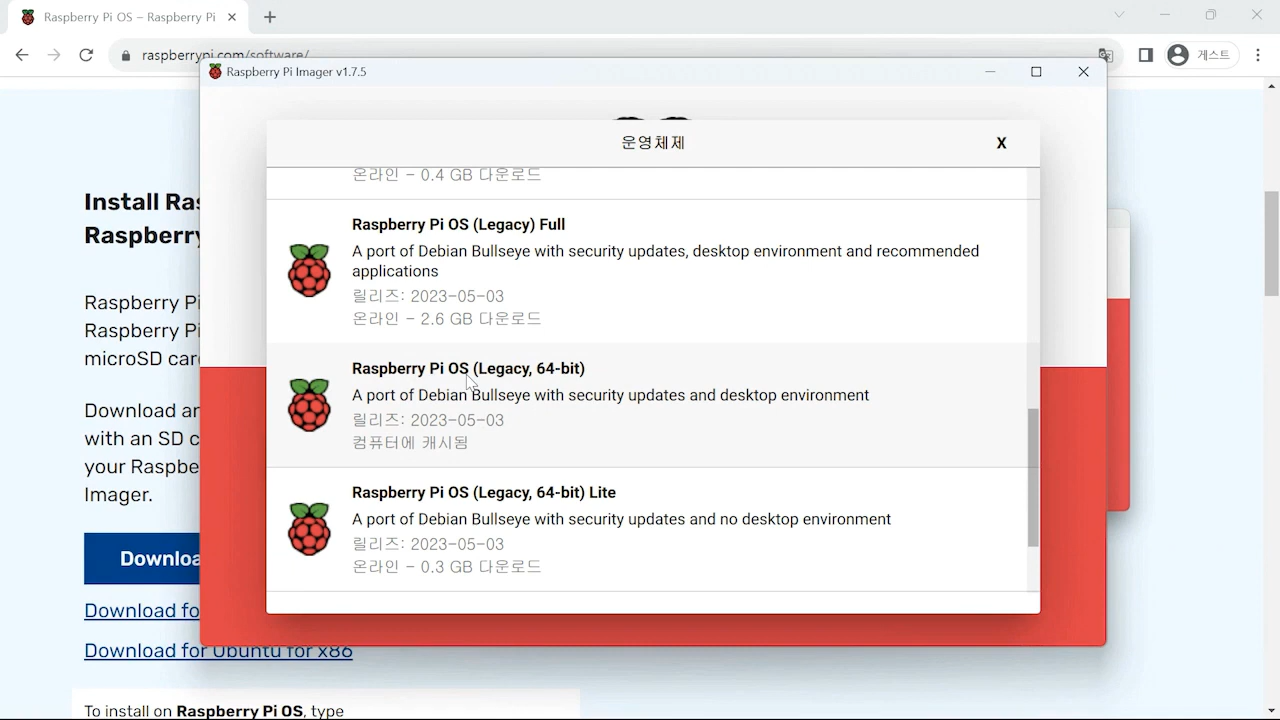 Raspberry Pi OS – Raspberry Pi
raspberrypi.com/software/
게스트
Raspberry Pi Imager v1.7.5
운영체제
X
온라인 - 0.4 GB 다운로드
Raspberry Pi OS (Legacy) Full
A port of Debian Bullseye with security updates, desktop environment and recommended
applications
릴리즈: 2023-05-03
온라인 - 2.6 GB 다운로드
Raspberry Pi OS (Legacy, 64-bit)
A port of Debian Bullseye with security updates and desktop environment
릴리즈: 2023-05-03
컴퓨터에 캐시됨
Raspberry Pi OS (Legacy, 64-bit) Lite
A port of Debian Bullseye with security updates and no desktop environment
릴리즈: 2023-05-03
온라인 - 0.3 GB 다운로드
Install Ras
Raspberry
Raspberry Pi
Raspberry Pi
microSD car
Download an
with an SD c
your Raspbe
Imager.
Downloa
Download fo
Download for Ubuntu for x86
To install on Raspberry Pi OS, type